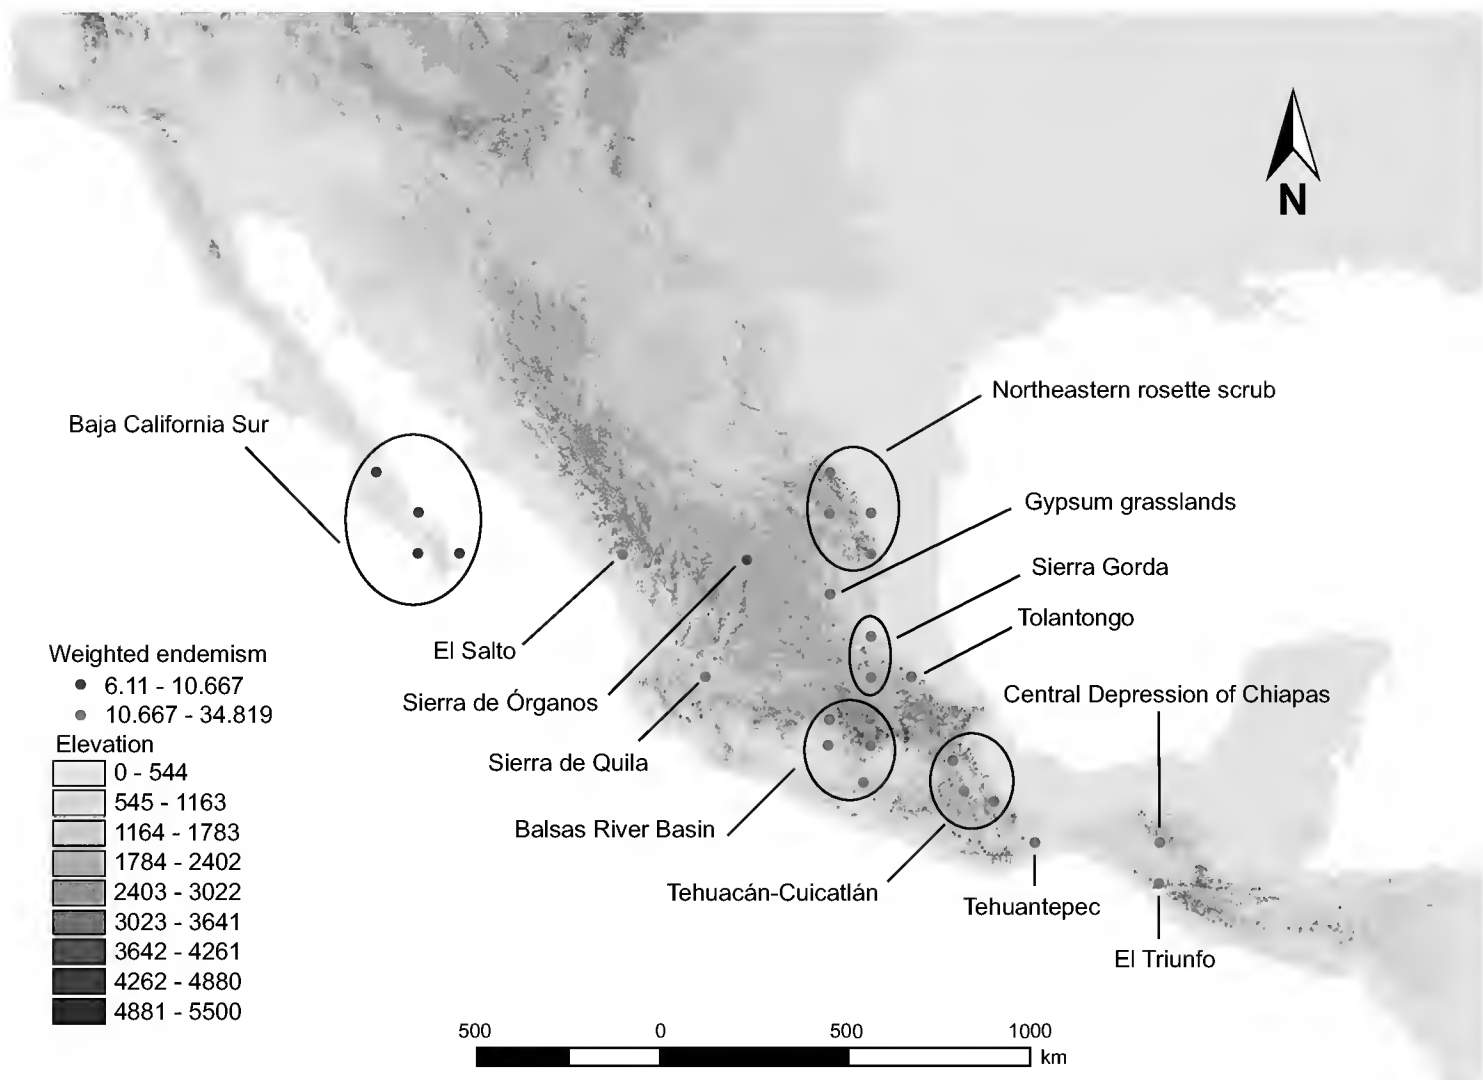 N
Northeastern rosette scrub
Baja California Sur
Gypsum grasslands
Sierra Gorda
Tolantongo
El Salto
Sierra de Órganos
Central Depression of Chiapas
Sierra de Quila
Balsas River Basin
Tehuacán-Cuicatlán
Tehuantepec
El Triunfo
Weighted endemism
6.11 - 10.667
10.667 - 34.819
Elevation
0 - 544
545 - 1163
1164 - 1783
1784 - 2402
2403 - 3022
3023 - 3641
3642 - 4261
4262 - 4880
4881 - 5500
500 0 500 1000
km